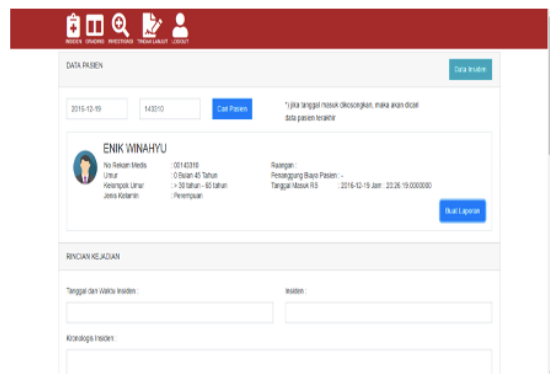 INSIDEN GRADING INVESTIGASI TINDAK LANJUT LOGOUT
DATA PASIEN
Data Insiden
2016-12-19
143310
Cari Pasien
*) jika tanggal masuk dikosongkan, maka akan dicari
data pasien terakhir
ENIK WINAHYU
No Rekam Medis : 00143310
Umur : 0 Bulan 45 Tahun
Kelompok Umur : > 30 tahun - 65 tahun
Jenis Kelamin : Perempuan
Ruangan :
Penanggung Biaya Pasien : -
Tanggal Masuk RS : 2016-12-19 Jam : 20:26:19.0000000
Buat Laporan
RINCIAN KEJADIAN
Tanggal dan Waktu Insiden :
Insiden :
Kronologis Insiden :